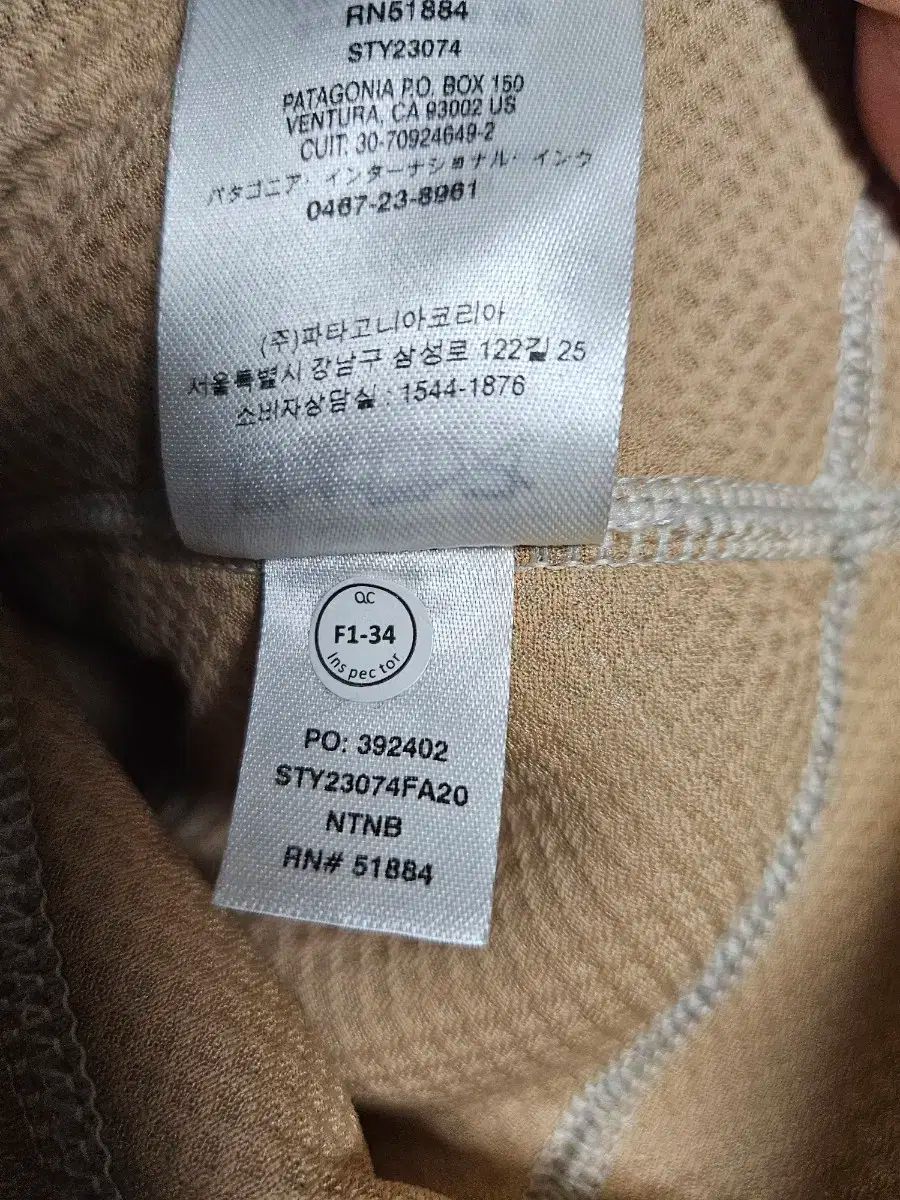 RN51884
STY23074
PATAGONIA P.O. BOX 150
VENTURA, CA 93002 US
CUIT: 30-70924649-2
パタゴニア・インターナショナル・インク
0467-23-8961
(주)파타고니아코리아
서울특별시 강남구 삼성로 122길 25
소비자상담실 : 1544-1876
QC
F1-34
Inspector
PO: 392402
STY23074FA20
NTNB
RN# 51884